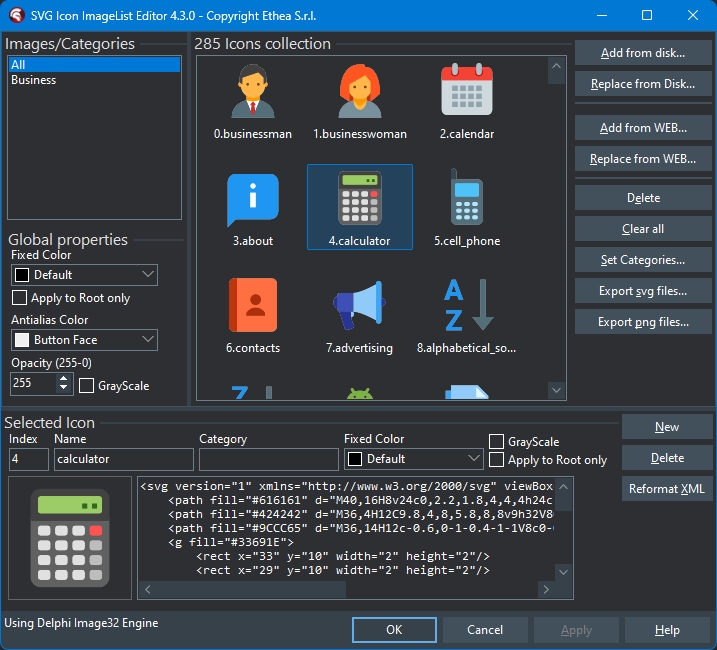 SVG Icon ImageList Editor 4.3.0 - Copyright Ethea S.r.l.
Images/Categories
All
Business
Global properties
Fixed Color
Default
Apply to Root only
Antialias Color
Button Face
Opacity (255-0)
255
GrayScale
285 Icons collection
0.businessman
1.businesswoman
2.calendar
3.about
4.calculator
5.cell_phone
6.contacts
7.advertising
A
Z
8.alphabetical_so...
Add from disk...
Replace from Disk...
Add from WEB...
Replace from WEB...
Delete
Clear all
Set Categories...
Export svg files...
Export png files...
Selected Icon
Index
4
Name
calculator
Category
Fixed Color
Default
GrayScale
Apply to Root only
New
Delete
Reformat XML
<svg version="1" xmlns="http://www.w3.org/2000/svg" viewBox
<path fill="#616161" d="M40,16H8v24c0,2.2,1.8,4,4,4h24c
<path fill="#424242" d="M36,4H12C9.8,4,8,5.8,8,8v9h32V8
<path fill="#9CCC65" d="M36,14H12c-0.6,0-1-0.4-1-1V8c0-
<g fill="#33691E">
<rect x="33" y="10" width="2" height="2"/>
<rect x="29" y="10" width="2" height="2"/>
Using Delphi Image32 Engine
OK
Cancel
Apply
Help